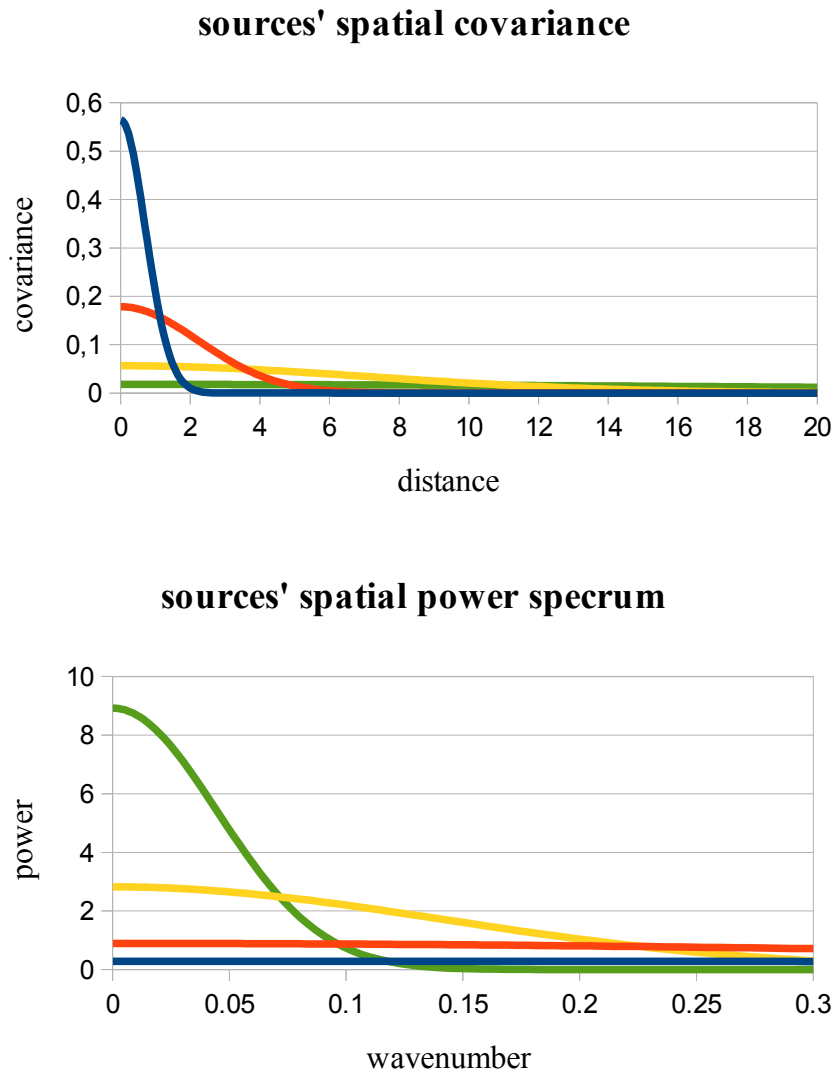 sources' spatial covariance
0,6
0,5
0,4
0,3
0,2
0,1
0
covariance
0 2 4 6 8 10 12 14 16 18 20
distance
sources' spatial power specrum
10
8
6
4
2
0
power
0 0.05 0.1 0.15 0.2 0.25 0.3
wavenumber